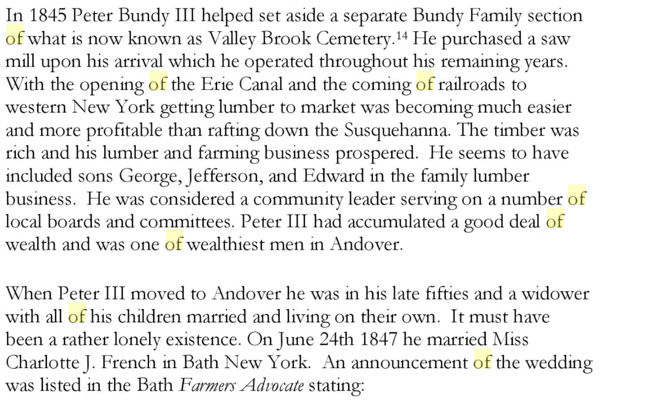 In 1845 Peter Bundy III helped set aside a separate Bundy Family section
of what is now known as Valley Brook Cemetery.¹⁴ He purchased a saw
mill upon his arrival which he operated throughout his remaining years.
With the opening of the Erie Canal and the coming of railroads to
western New York getting lumber to market was becoming much easier
and more profitable than rafting down the Susquehanna. The timber was
rich and his lumber and farming business prospered. He seems to have
included sons George, Jefferson, and Edward in the family lumber
business. He was considered a community leader serving on a number of
local boards and committees. Peter III had accumulated a good deal of
wealth and was one of wealthiest men in Andover.
When Peter III moved to Andover he was in his late fifties and a widower
with all of his children married and living on their own. It must have
been a rather lonely existence. On June 24th 1847 he married Miss
Charlotte J. French in Bath New York. An announcement of the wedding
was listed in the Bath Farmers Advocate stating: